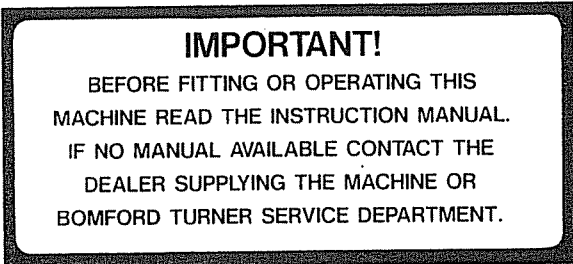 IMPORTANT!
BEFORE FITTING OR OPERATING THIS
MACHINE READ THE INSTRUCTION MANUAL.
IF NO MANUAL AVAILABLE CONTACT THE
DEALER SUPPLYING THE MACHINE OR
BOMFORD TURNER SERVICE DEPARTMENT.